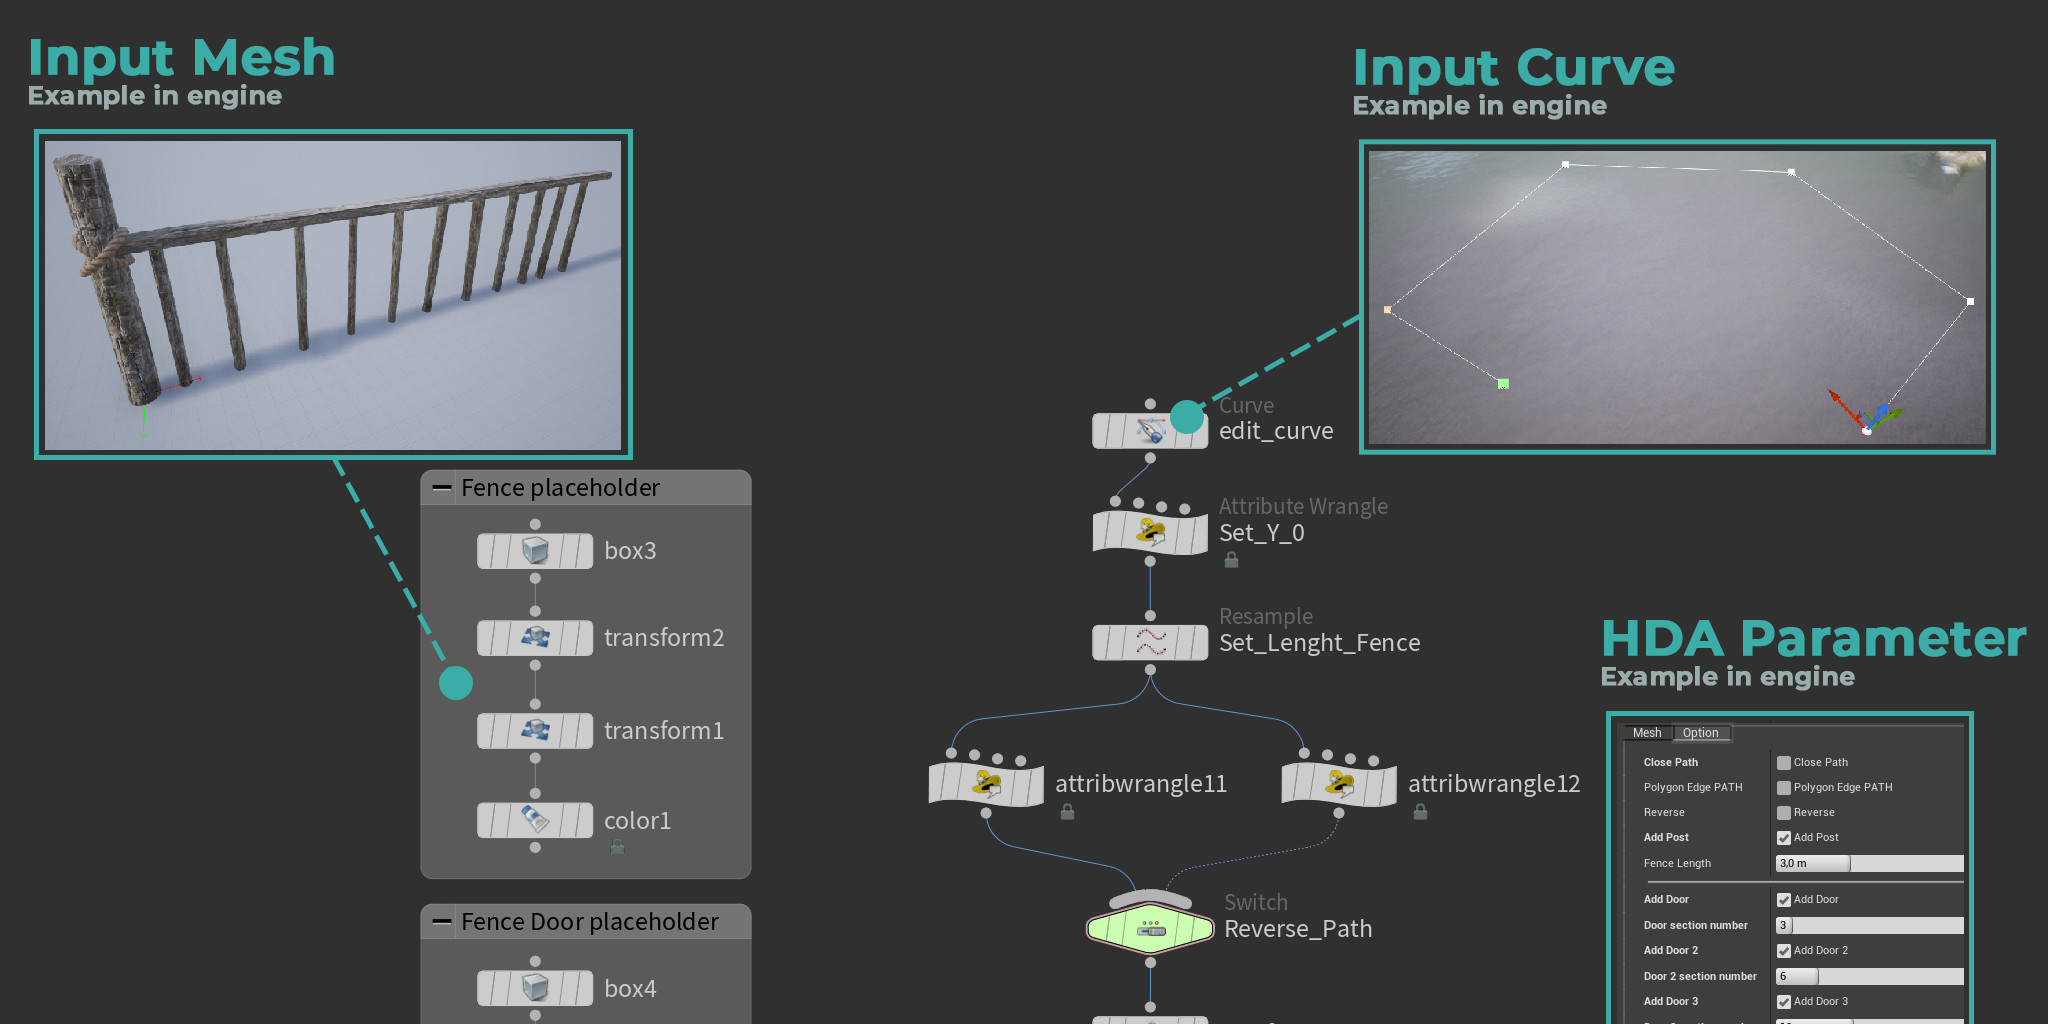 Input Mesh
Example in engine
Input Curve
Example in engine
Curve
edit_curve
Fence placeholder
box3
transform2
transform1
color1
Attribute Wrangle
Set_Y_0
Resample
Set_Lenght_Fence
attribwrangle11
attribwrangle12
Switch
Reverse_Path
Fence Door placeholder
box4
HDA Parameter
Example in engine
Mesh Option
Close Path Close Path
Polygon Edge PATH Polygon Edge PATH
Reverse Reverse
Add Post Add Post
Fence Length 3,0 m
Add Door Add Door
Door section number 3
Add Door 2 Add Door 2
Door 2 section number 6
Add Door 3 Add Door 3